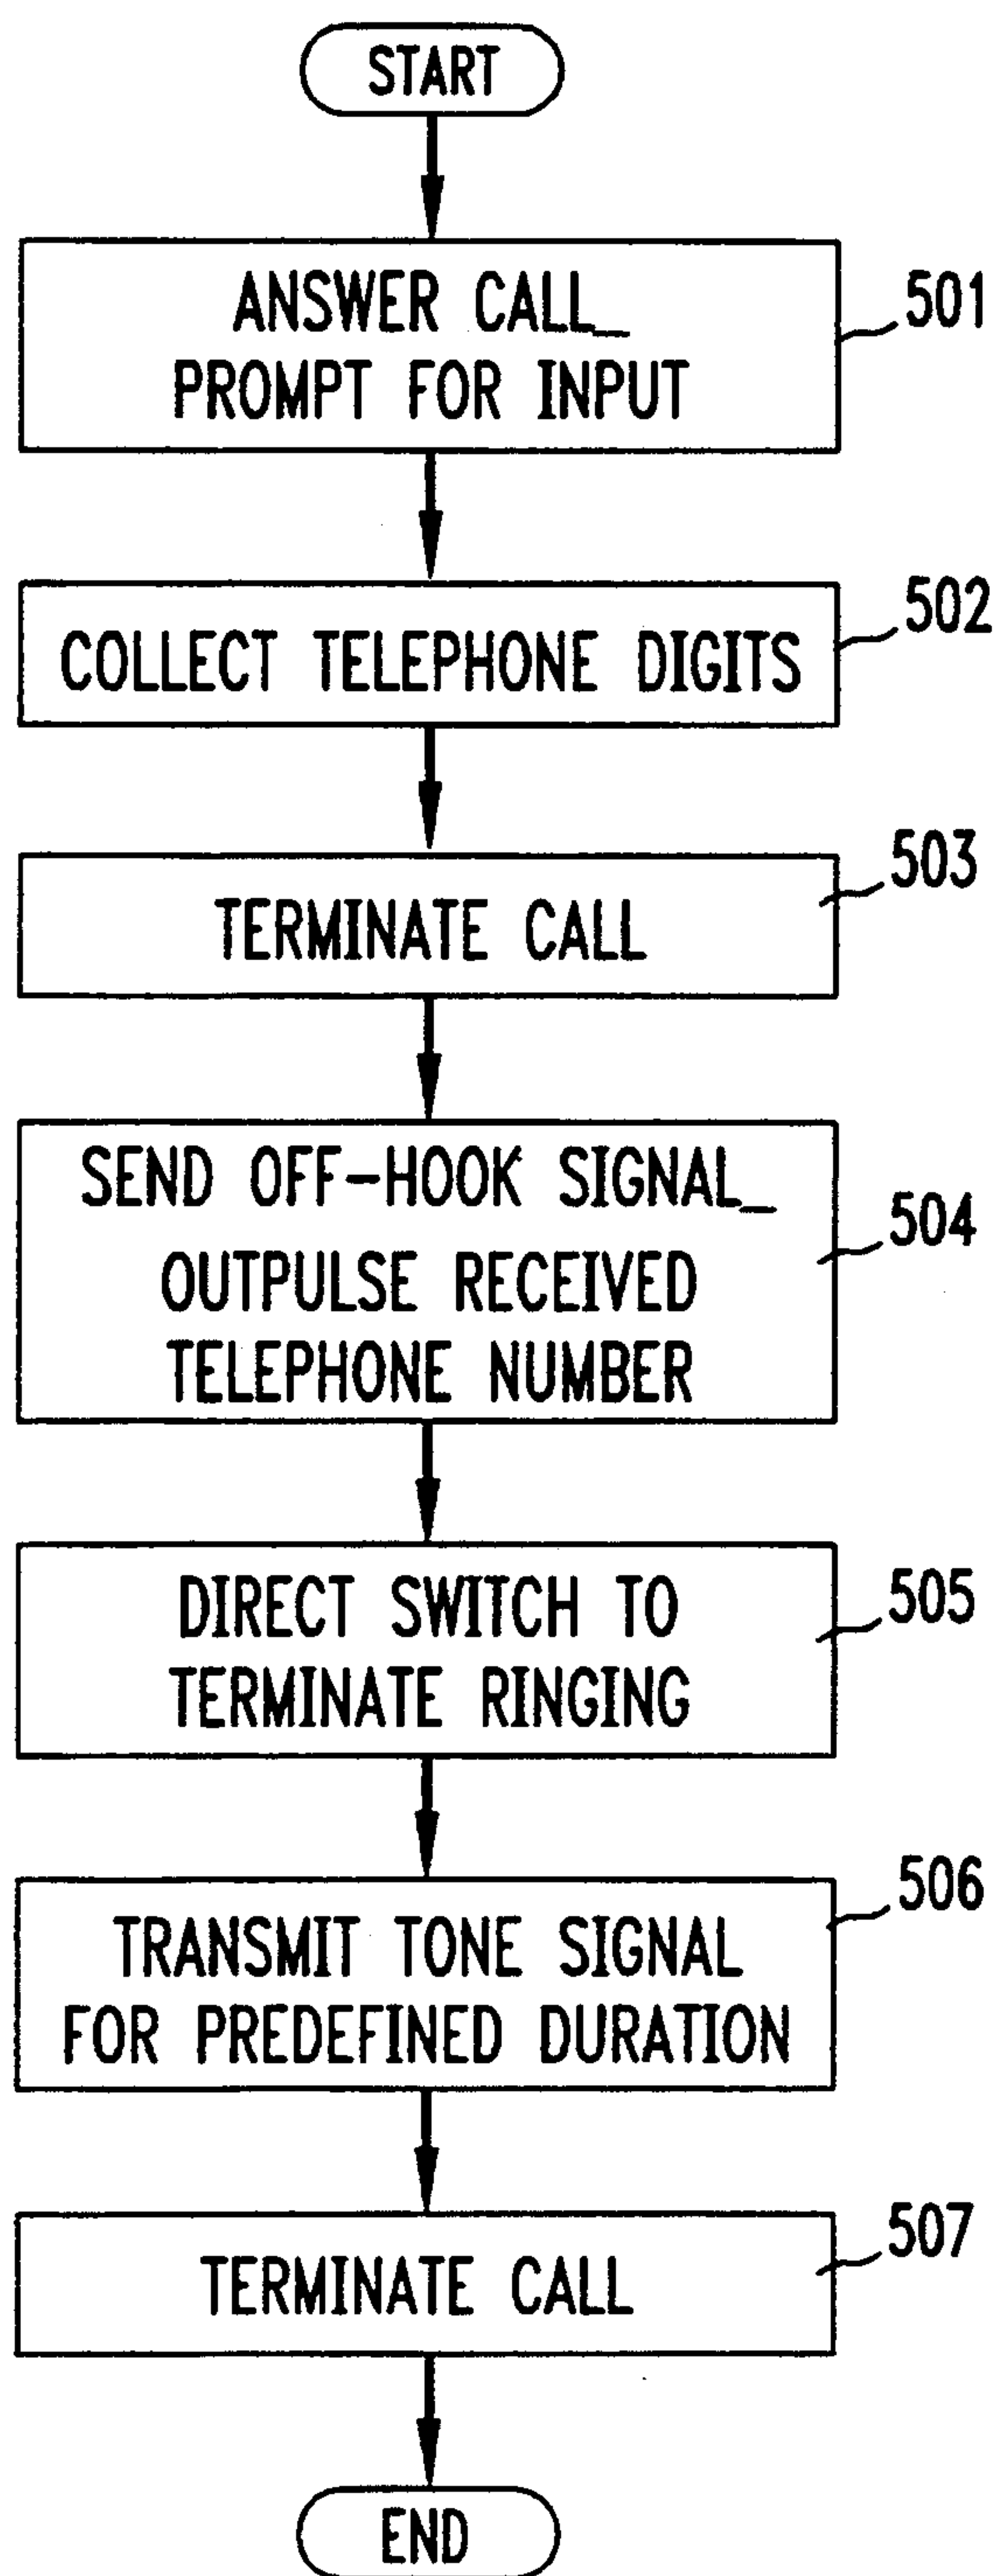 START
ANSWER CALL_
PROMPT FOR INPUT
501
COLLECT TELEPHONE DIGITS
502
TERMINATE CALL
503
SEND OFF-HOOK SIGNAL_
OUTPULSE RECEIVED
TELEPHONE NUMBER
504
DIRECT SWITCH TO
TERMINATE RINGING
505
TRANSMIT TONE SIGNAL
FOR PREDEFINED DURATION
506
TERMINATE CALL
507
END